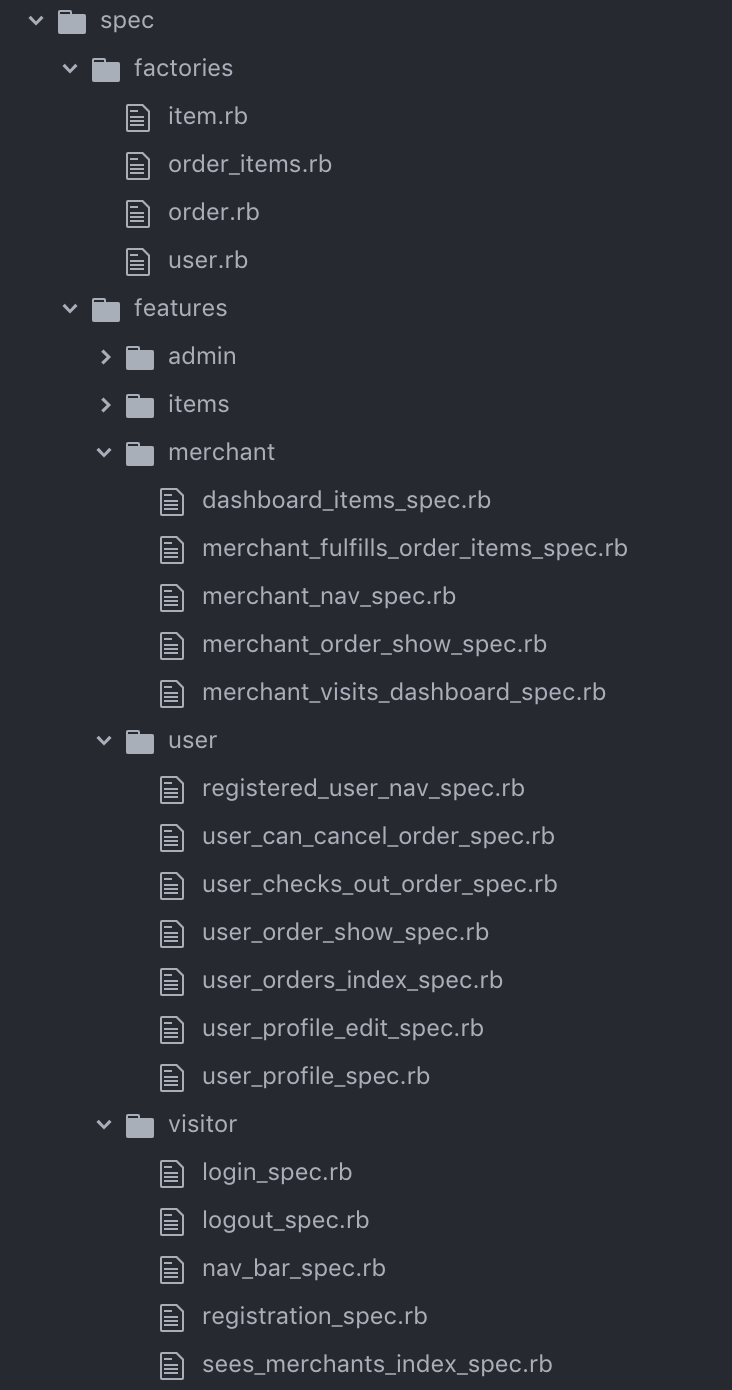 spec
factories
item.rb
order_items.rb
order.rb
user.rb
features
admin
items
merchant
dashboard_items_spec.rb
merchant_fulfills_order_items_spec.rb
merchant_nav_spec.rb
merchant_order_show_spec.rb
merchant_visits_dashboard_spec.rb
user
registered_user_nav_spec.rb
user_can_cancel_order_spec.rb
user_checks_out_order_spec.rb
user_order_show_spec.rb
user_orders_index_spec.rb
user_profile_edit_spec.rb
user_profile_spec.rb
visitor
login_spec.rb
logout_spec.rb
nav_bar_spec.rb
registration_spec.rb
sees_merchants_index_spec.rb